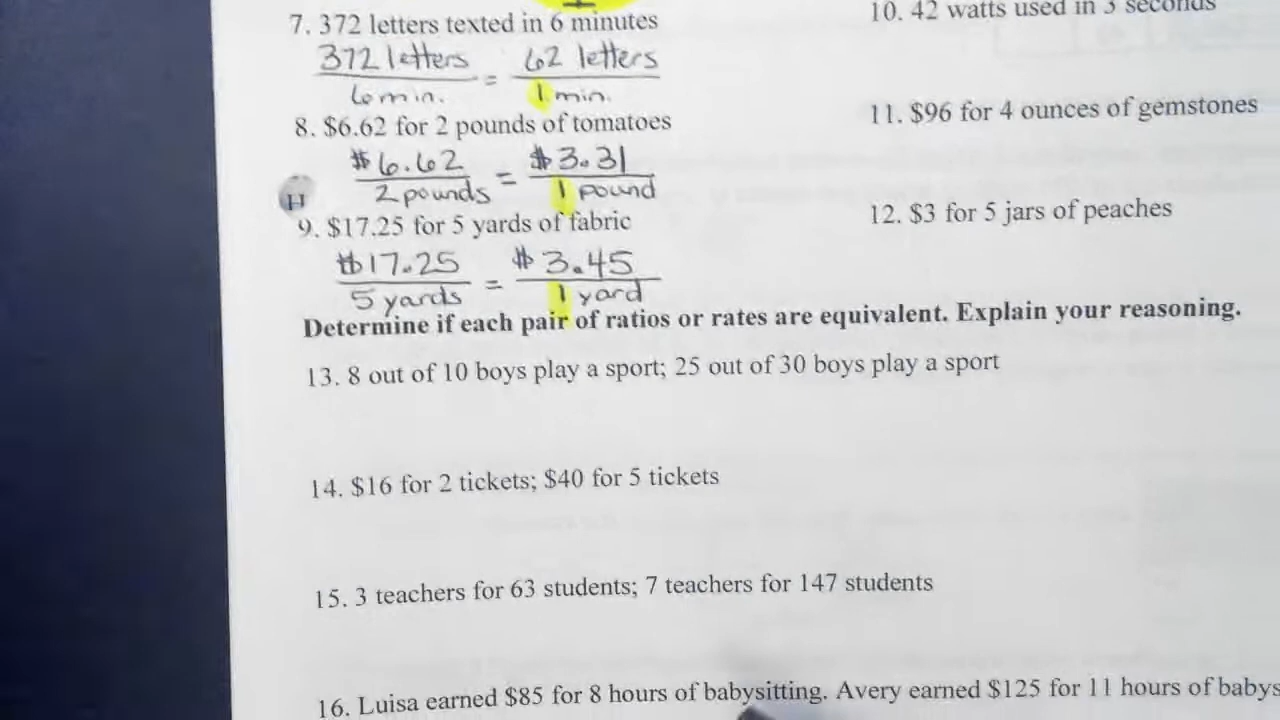 7. 372 letters texted in 6 minutes
372 letters = 62 letters
6 min. 1 min.
8. $6.62 for 2 pounds of tomatoes
$6.62 = $3.31
2 pounds 1 pound
H
9. $17.25 for 5 yards of fabric
$17.25 = $3.45
5 yards 1 yard
10. 42 watts used in 3 seconds
11. $96 for 4 ounces of gemstones
12. $3 for 5 jars of peaches
Determine if each pair of ratios or rates are equivalent. Explain your reasoning.
13. 8 out of 10 boys play a sport; 25 out of 30 boys play a sport
14. $16 for 2 tickets; $40 for 5 tickets
15. 3 teachers for 63 students; 7 teachers for 147 students
16. Luisa earned $85 for 8 hours of babysitting. Avery earned $125 for 11 hours of babys